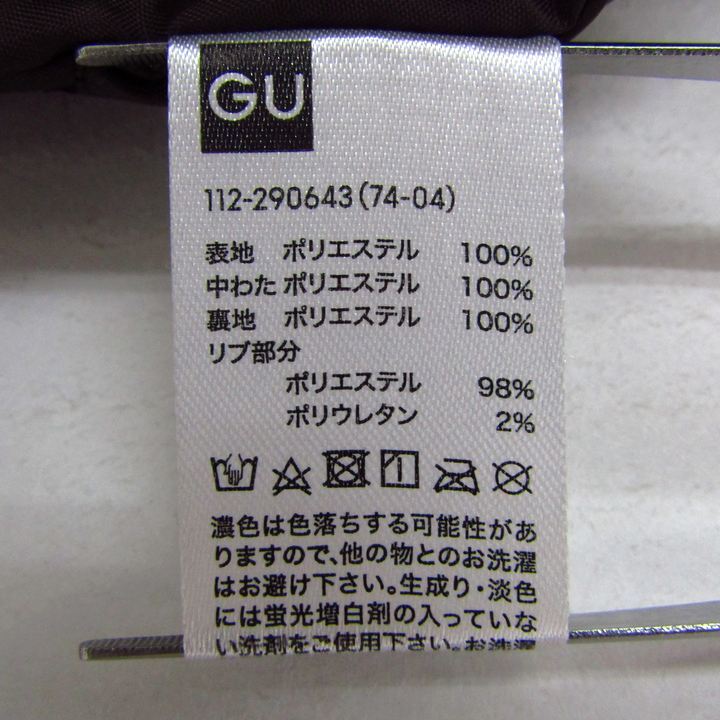 GU
112-290643(74-04)
表地 ポリエステル 100%
中わた ポリエステル 100%
裏地 ポリエステル 100%
リブ部分
ポリエステル 98%
ポリウレタン 2%
濃色は色落ちする可能性があ
りますので、他の物とのお洗濯
はお避け下さい。生成り・淡色
には蛍光増白剤の入っていな
い洗剤をご使用下さい。お洗濯